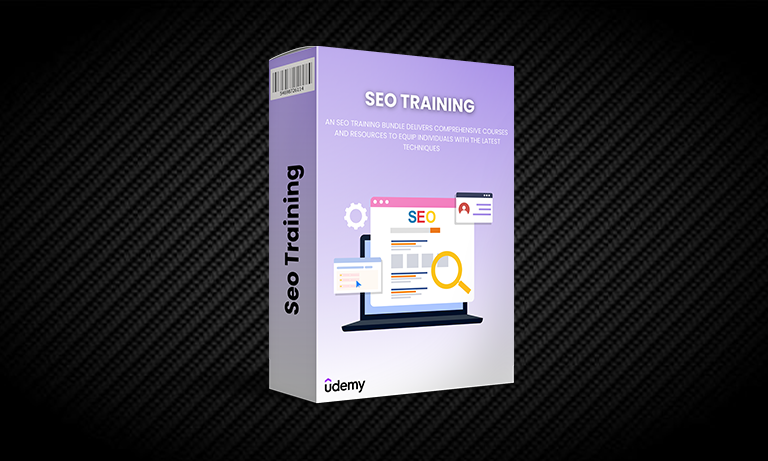 SEO TRAINING
AN SEO TRAINING BUNDLE DELIVERS COMPREHENSIVE COURSES
AND RESOURCES TO EQUIP INDIVIDUALS WITH THE LATEST
TECHNIQUES
SEO
Seo Training
udemy